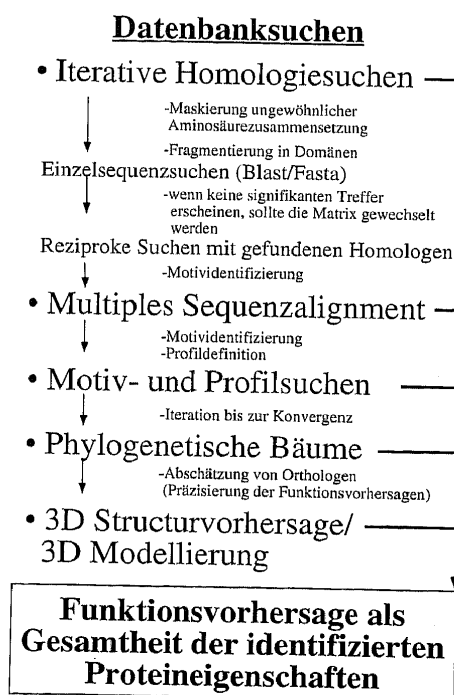 Datenbanksuchen
• Iterative Homologiesuchen
-Maskierung ungewöhnlicher
Aminosäurezusammensetzung
-Fragmentierung in Domänen
Einzelsequenzsuchen (Blast/Fasta)
-wenn keine signifikanten Treffer
erscheinen, sollte die Matrix gewechselt
werden
Reziproke Suchen mit gefundenen Homologen
-Motividentifizierung
• Multiples Sequenzalignment
-Motividentifizierung
-Profildefinition
• Motiv- und Profilsuchen
-Iteration bis zur Konvergenz
• Phylogenetische Bäume
-Abschätzung von Orthologen
(Präzisierung der Funktionsvorhersagen)
• 3D Structurvorhersage/
3D Modellierung
Funktionsvorhersage als
Gesamtheit der identifizierten
Proteineigenschaften